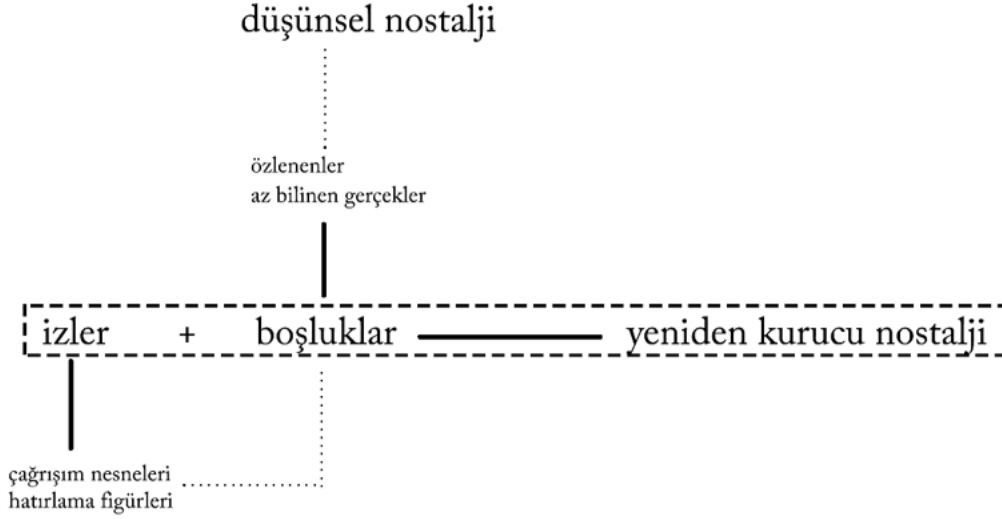 düşünsel nostalji
özlenenler
az bilinen gerçekler
izler + boşluklar yeniden kurucu nostalji
çağrışım nesneleri
hatırlama figürleri